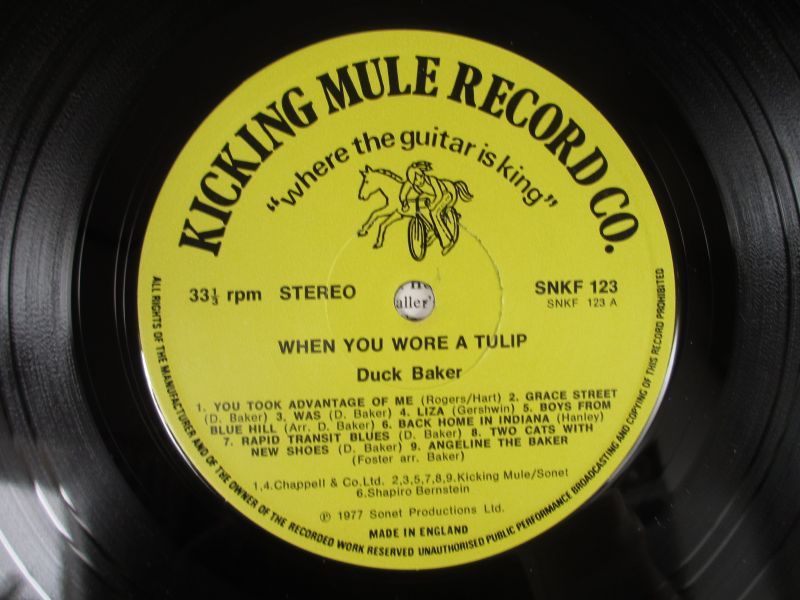 KICKING MULE RECORD CO.
"where the guitar is king"
33⅓ rpm STEREO
SNKF 123
SNKF 123 A
aller'
WHEN YOU WORE A TULIP
Duck Baker
1. YOU TOOK ADVANTAGE OF ME (Rogers/Hart) 2. GRACE STREET
(D. Baker) 3. WAS (D. Baker) 4. LIZA (Gershwin) 5. BOYS FROM
BLUE HILL (Arr. D. Baker) 6. BACK HOME IN INDIANA (Hanley)
7. RAPID TRANSIT BLUES (D. Baker) 8. TWO CATS WITH
NEW SHOES (D. Baker) 9. ANGELINE THE BAKER
(Foster arr. Baker)
1,4. Chappell & Co. Ltd. 2,3,5,7,8,9. Kicking Mule/Sonet
6. Shapiro Bernstein
℗ 1977 Sonet Productions Ltd.
MADE IN ENGLAND
ALL RIGHTS OF THE MANUFACTURER AND OF THE OWNER OF THE RECORDED WORK RESERVED UNAUTHORISED PUBLIC PERFORMANCE BROADCASTING AND COPYING OF THIS RECORD PROHIBITED